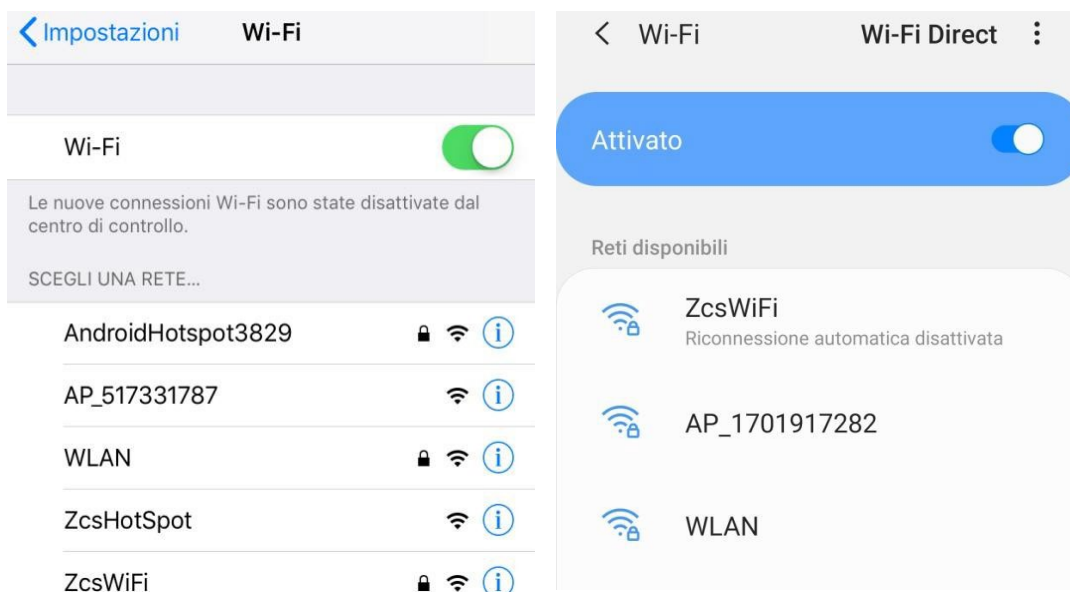 Impostazioni
Wi-Fi
Wi-Fi
Le nuove connessioni Wi-Fi sono state disattivate dal
centro di controllo.
SCEGLI UNA RETE...
AndroidHotspot3829
AP_517331787
WLAN
ZcsHotSpot
ZcsWiFi
Wi-Fi
Wi-Fi Direct
Attivato
Reti disponibili
ZcsWiFi
Riconnessione automatica disattivata
AP_1701917282
WLAN